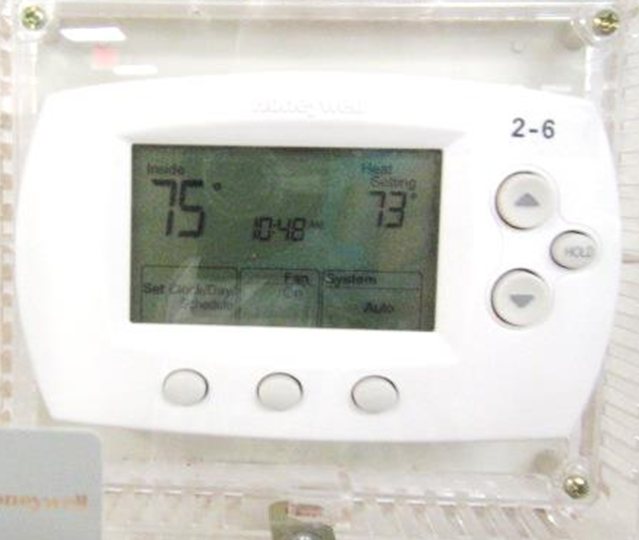 Honeywell
2-6
Inside
Heat
Setting
75°
73°
10:48 AM
HOLD
Fan
System
Set Clock/Day/
Schedule
On
Auto
Honeywell